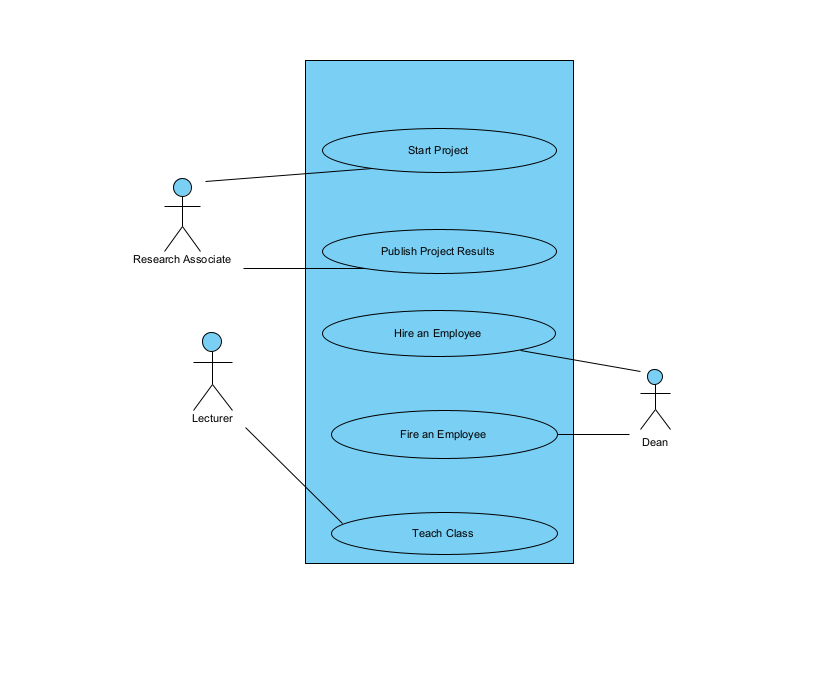 Start Project
Publish Project Results
Research Associate
Hire an Employee
Lecturer
Fire an Employee
Dean
Teach Class